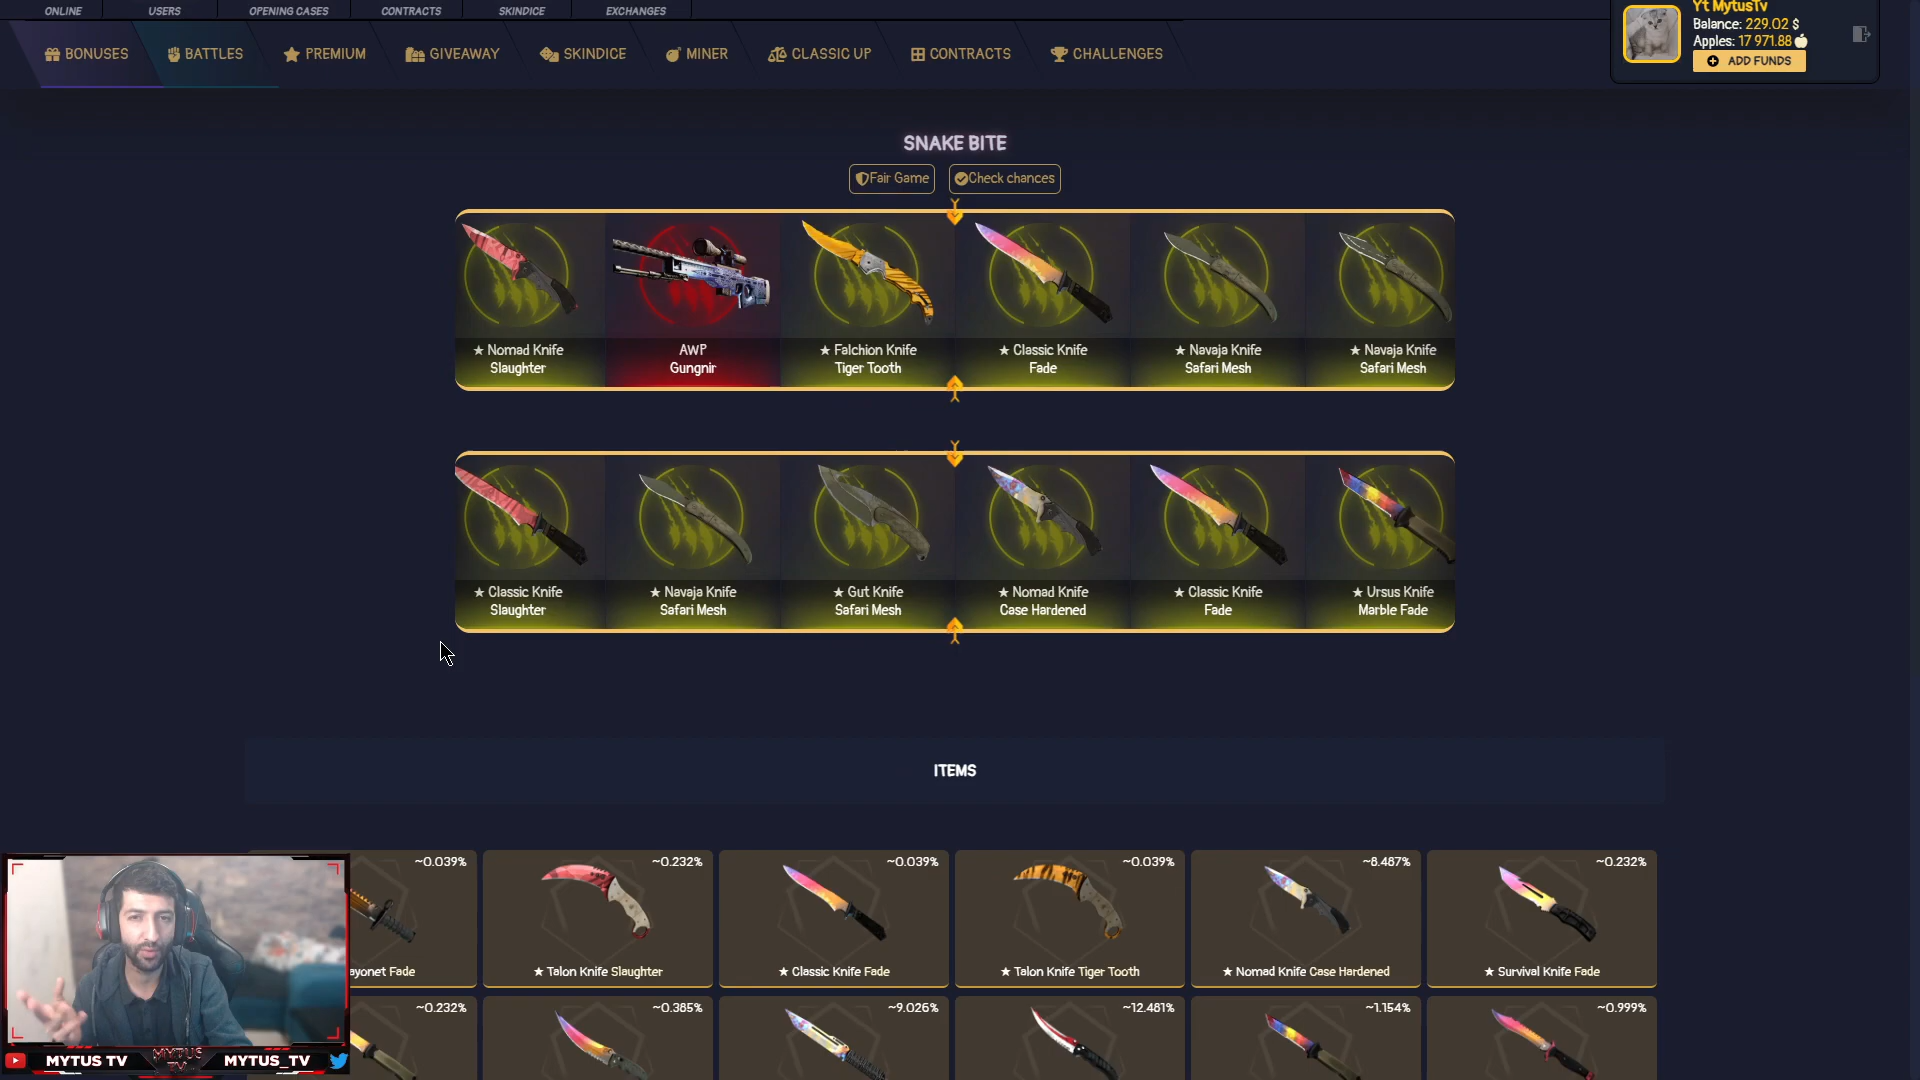 ONLINE USERS OPENING CASES CONTRACTS SKINDICE EXCHANGES
BONUSES BATTLES PREMIUM GIVEAWAY SKINDICE MINER CLASSIC UP CONTRACTS CHALLENGES
Yt MytusTv
Balance: 229.02 $
Apples: 17 971.88
ADD FUNDS
SNAKE BITE
Fair Game Check chances
★ Nomad Knife AWP ★ Falchion Knife ★ Classic Knife ★ Navaja Knife ★ Navaja Knife
Slaughter Gungnir Tiger Tooth Fade Safari Mesh Safari Mesh
★ Classic Knife ★ Navaja Knife ★ Gut Knife ★ Nomad Knife ★ Classic Knife ★ Ursus Knife
Slaughter Safari Mesh Safari Mesh Case Hardened Fade Marble Fade
ITEMS
~0.039% ~0.232% ~0.039% ~0.039% ~8.487% ~0.232%
ayonet Fade ★ Talon Knife Slaughter ★ Classic Knife Fade ★ Talon Knife Tiger Tooth ★ Nomad Knife Case Hardened ★ Survival Knife Fade
~0.232% ~0.385% ~9.026% ~12.481% ~1.154% ~0.999%
MYTUS TV MYTUS TV MYTUS_TV